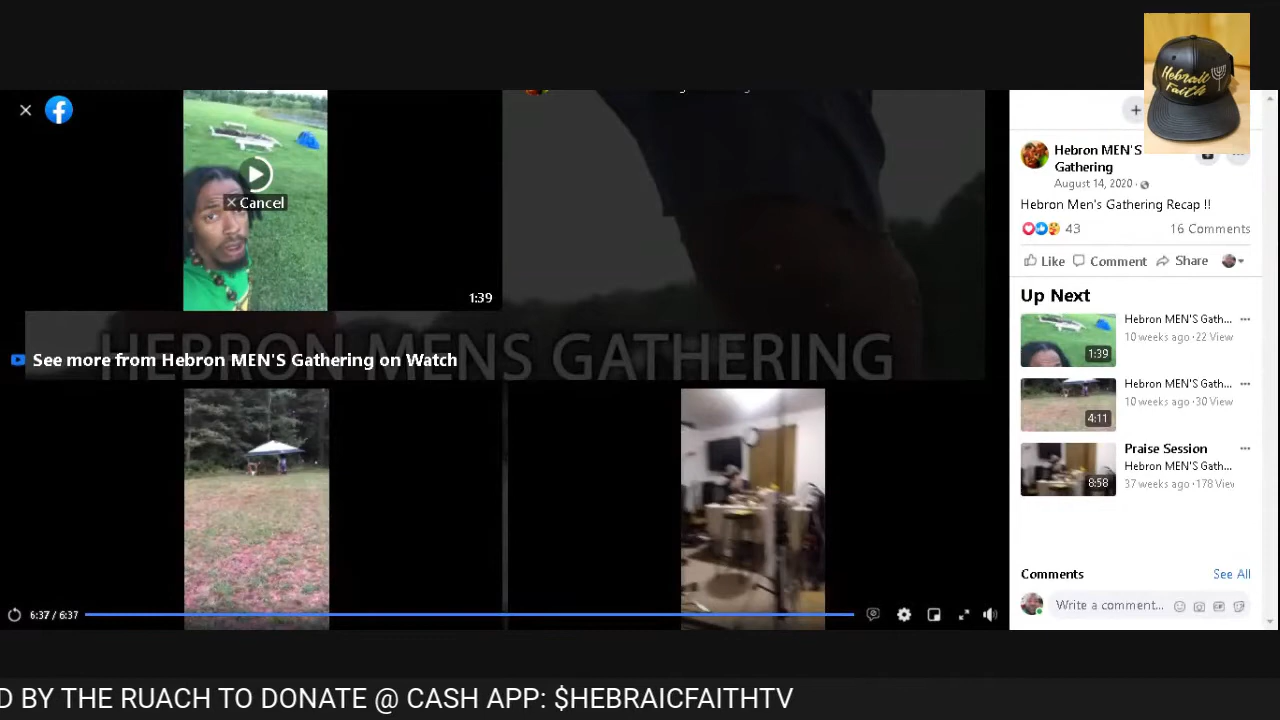 Hebraic
Faith
Cancel
1:39
See more from Hebron MEN'S Gathering on Watch
HEBRON MENS GATHERING
6:37 / 6:37
Hebron MEN'S
Gathering
August 14, 2020
Hebron Men's Gathering Recap !!
43
16 Comments
Like
Comment
Share
Up Next
Hebron MEN'S Gath...
10 weeks ago · 22 View
1:39
Hebron MEN'S Gath...
10 weeks ago · 30 View
4:11
Praise Session
Hebron MEN'S Gath...
37 weeks ago · 178 View
8:58
Comments
See All
Write a comment...
GIF
D BY THE RUACH TO DONATE @ CASH APP: $HEBRAICFAITHTV